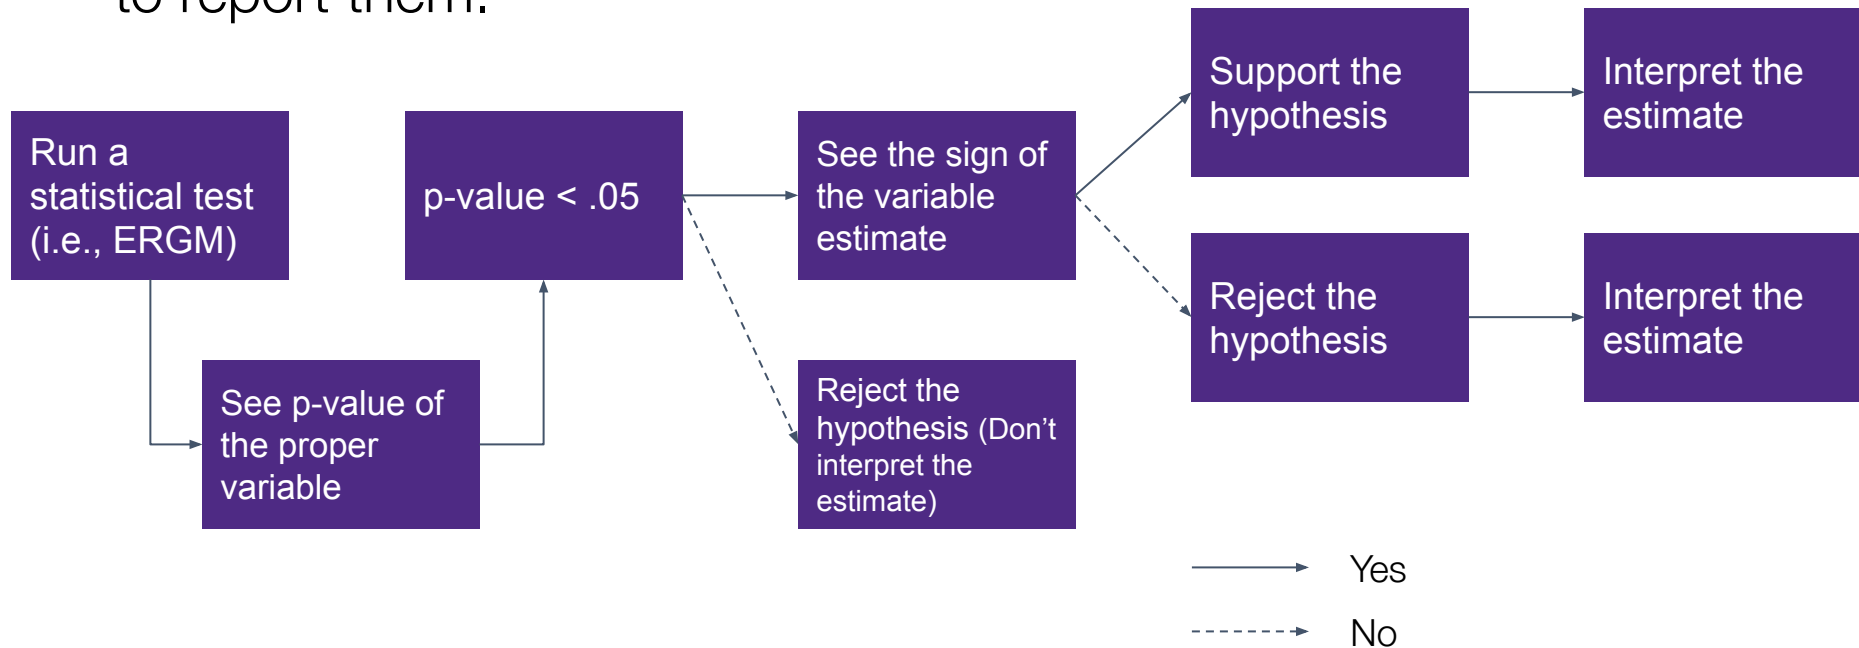 to report them.
Run a
statistical test
(i.e., ERGM)
See p-value of
the proper
variable
p-value < .05
See the sign of
the variable
estimate
Reject the
hypothesis (Don’t
interpret the
estimate)
Support the
hypothesis
Interpret the
estimate
Reject the
hypothesis
Interpret the
estimate
Yes
No